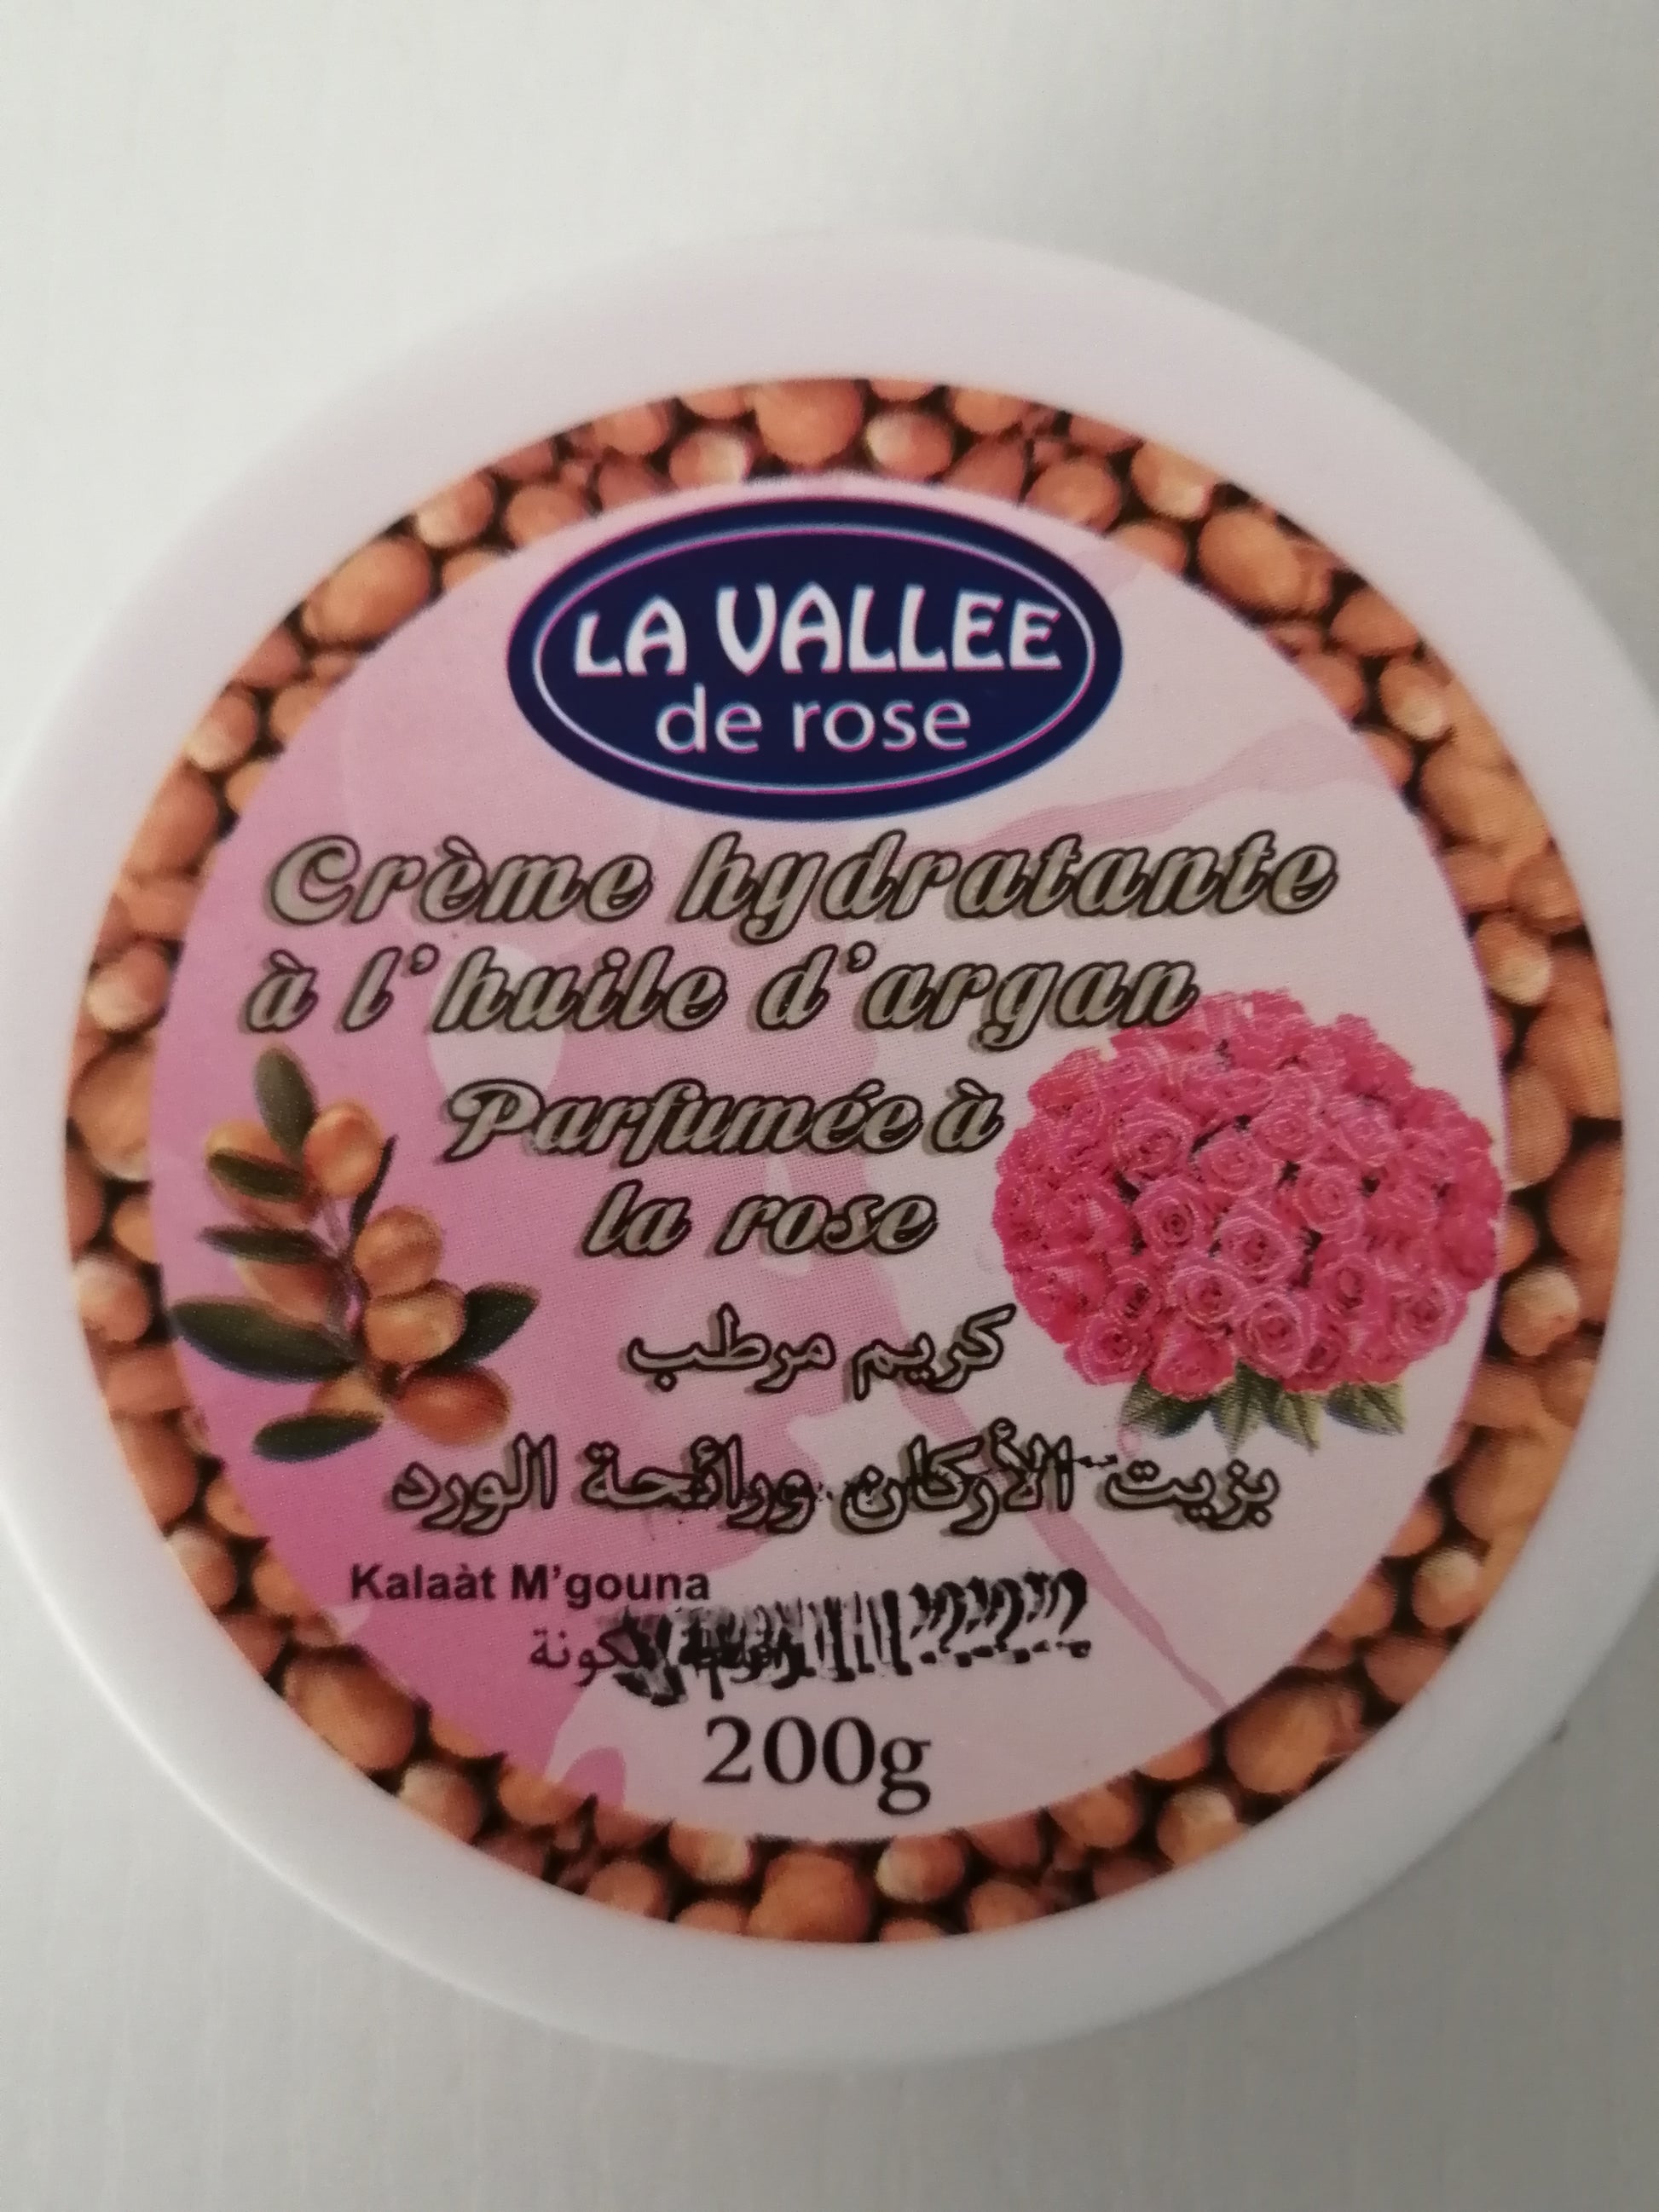 LA VALLEE
de rose
Crème hydratante
à l'huile d'argan
Parfumée à
la rose
كريم مرطب
بزيت الأركان ورائحة الورد
Kalaàt M'gouna
200g